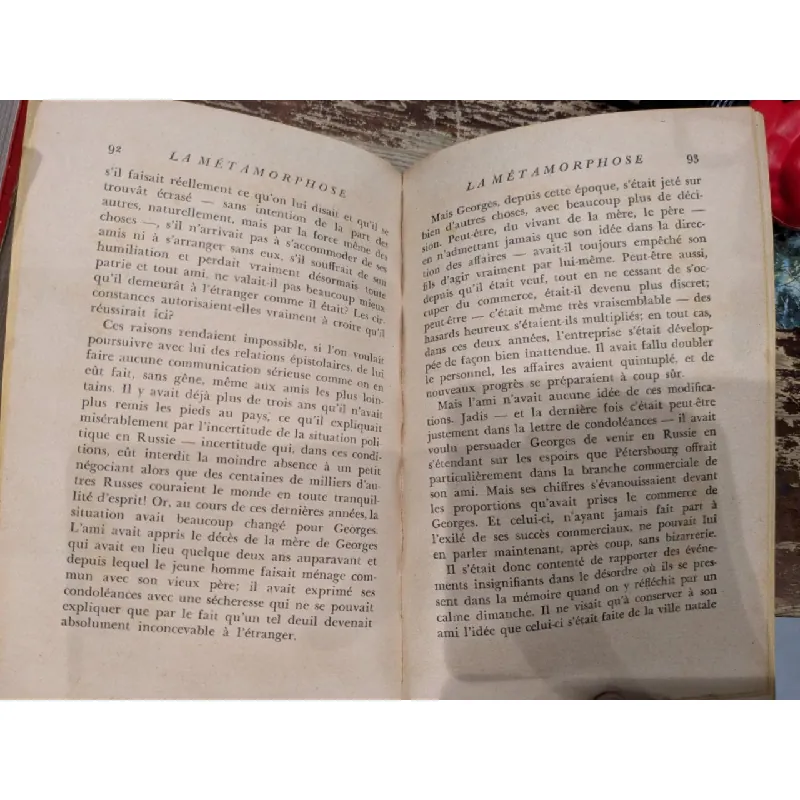 92
LA MÉTAMORPHOSE
s'il faisait réellement ce qu'on lui disait et qu'il se
trouvât écrasé — sans intention de la part des
autres, naturellement, mais par la force même des
choses —, s'il n'arrivait pas à s'accommoder de ses
amis ni à s'arranger sans eux, s'il souffrait de son
humiliation et perdait vraiment désormais toute
patrie et tout ami, ne valait-il pas beaucoup mieux
qu'il demeurât à l'étranger comme il était? Les cir-
constances autorisaient-elles vraiment à croire qu'il
réussirait ici?
Ces raisons rendaient impossible, si l'on voulait
poursuivre avec lui des relations épistolaires, de lui
faire aucune communication sérieuse comme on en
eût fait, sans gêne, même aux amis les plus loin-
tains. Il y avait déjà plus de trois ans qu'il n'avait
plus remis les pieds au pays, ce qu'il expliquait
misérablement par l'incertitude de la situation poli
tique en Russie — incertitude qui, dans ces condi-
tions, eût interdit la moindre absence à un petit
négociant alors que des centaines de milliers d'au-
tres Russes couraient le monde en toute tranquil-
lité d'esprit! Or, au cours de ces dernières années, la
situation avait beaucoup changé pour Georges.
L'ami avait appris le décès de la mère de Georges
qui avait en lieu quelque deux ans auparavant et
depuis lequel le jeune homme faisait ménage com-
mun avec son vieux père; il avait exprimé ses
condoléances avec une sécheresse qui ne se pouvait
expliquer que par le fait qu'un tel deuil devenait
absolument inconcevable à l'étranger.
LA MÉTAMORPHOSE
93
Mais Georges, depuis cette époque, s'était jeté sur
bien d'autres choses, avec beaucoup plus de déci-
sion. Peut-être, du vivant de la mère, le père —
en n'admettant jamais que son idée dans la direc-
tion des affaires — avait-il toujours empêché son
fils d'agir vraiment par lui-même. Peut-être aussi,
depuis qu'il était veuf, tout en ne cessant de s'oc-
cuper du commerce, était-il devenu plus discret;
peut-être — c'était même très vraisemblable — des
hasards heureux s'étaient-ils multipliés; en tout cas,
dans ces deux années, l'entreprise s'était dévelop-
pée de façon bien inattendue. Il avait fallu doubler
le personnel, les affaires avaient quintuplé, et de
nouveaux progrès se préparaient à coup sûr.
Mais l'ami n'avait aucune idée de ces modifica-
tions. Jadis — et la dernière fois c'était peut-être
justement dans la lettre de condoléances — il avait
voulu persuader Georges de venir en Russie en
s'étendant sur les espoirs que Pétersbourg offrait
particulièrement dans la branche commerciale de
son ami. Mais ses chiffres s'évanouissaient devant
les proportions qu'avait prises le commerce de
Georges. Et celui-ci, n'ayant jamais fait part à
l'exilé de ses succès commerciaux, ne pouvait lui
en parler maintenant, après coup, sans bizarrerie.
Il s'était donc contenté de rapporter des événe-
ments insignifiants dans le désordre où ils se pres-
sent dans la mémoire quand on y réfléchit par un
calme dimanche. Il ne visait qu'à conserver à son
ami l'idée que celui-ci s'était faite de la ville natale